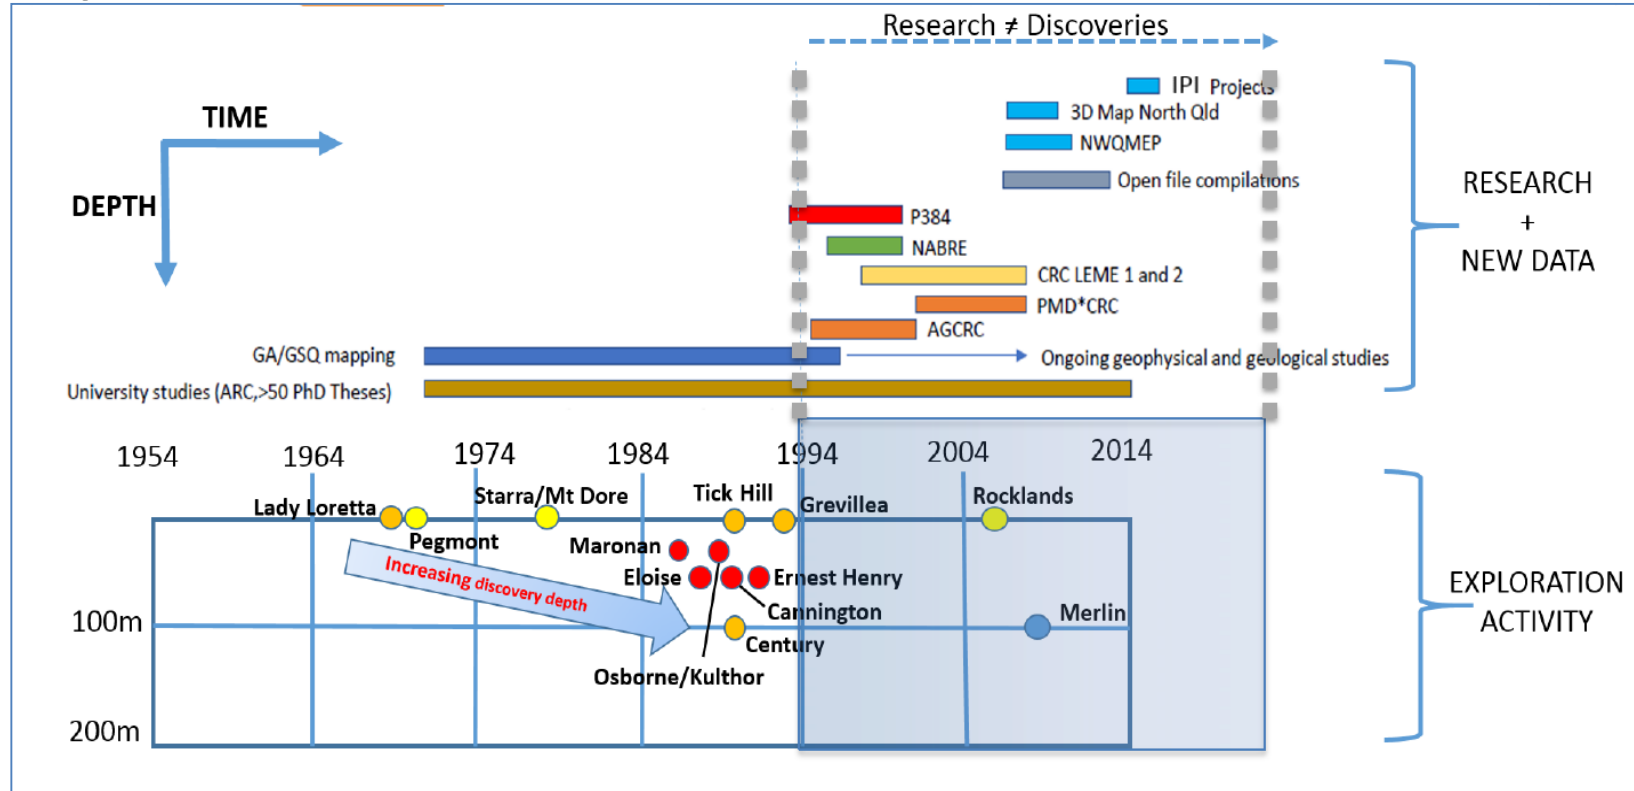 Research ≠ Discoveries
TIME
DEPTH
IPI Projects
3D Map North Qld
NWQMEP
Open file compilations
P384
NABRE
CRC LEME 1 and 2
PMD*CRC
AGCRC
GA/GSQ mapping
Ongoing geophysical and geological studies
University studies (ARC,>50 PhD Theses)
RESEARCH
+
NEW DATA
1954
1964
1974
1984
1994
2004
2014
Lady Loretta
Pegmont
Starra/Mt Dore
Tick Hill
Grevillea
Rocklands
Maronan
Eloise
Ernest Henry
Increasing discovery depth
Cannington
100m
Merlin
Century
Osborne/Kulthor
200m
EXPLORATION
ACTIVITY